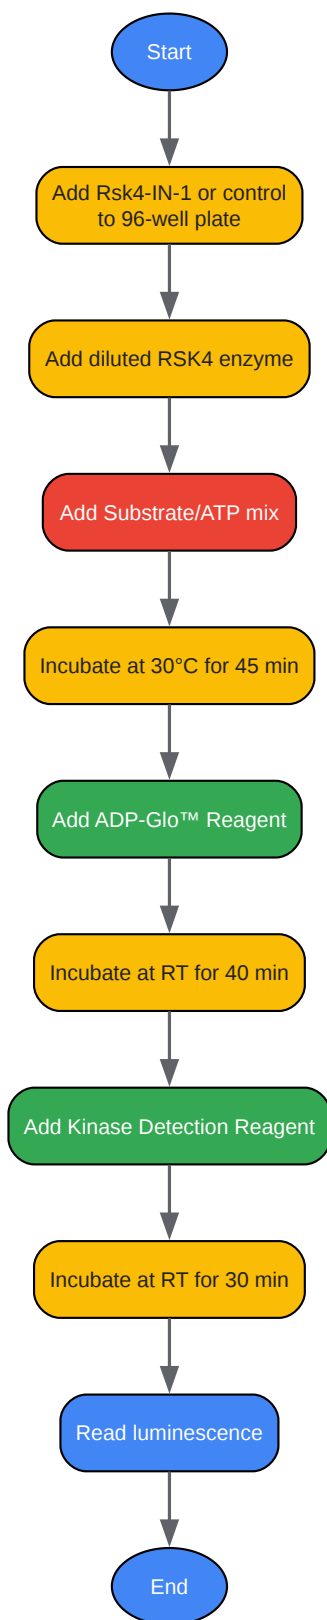 Start
Add Rsk4-IN-1 or control
to 96-well plate
Add diluted RSK4 enzyme
Add Substrate/ATP mix
Incubate at 30°C for 45 min
Add ADP-Glo™ Reagent
Incubate at RT for 40 min
Add Kinase Detection Reagent
Incubate at RT for 30 min
Read luminescence
End